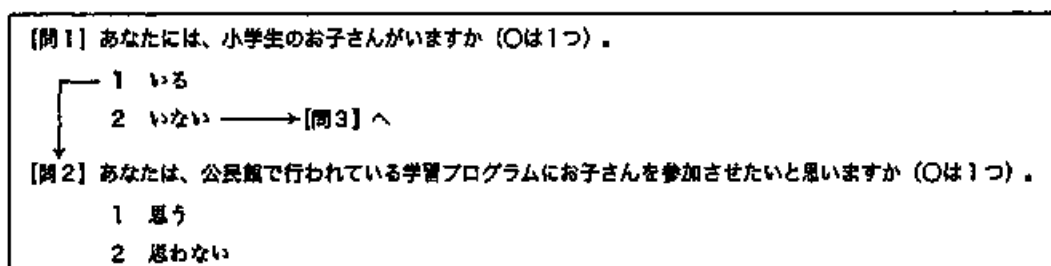 [問1] あなたには、小学生のお子さんがいますか（○は1つ）．
1 いる
2 いない ───→[問3] へ
[問2] あなたは、公民館で行われている学習プログラムにお子さんを参加させたいと思いますか（○は1つ）．
1 思う
2 思わない